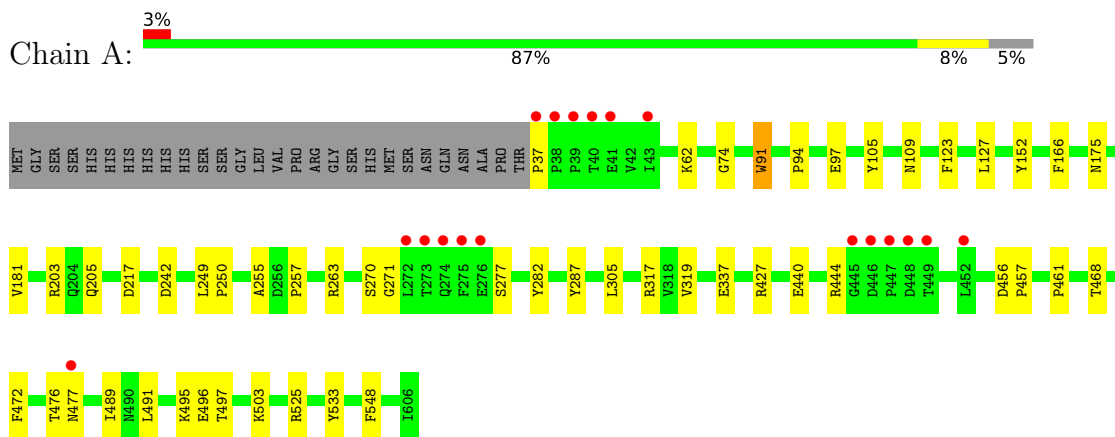 3%
Chain A:
87% 8% 5%
MET GLY SER SER HIS HIS HIS HIS HIS HIS SER SER GLY LEU VAL PRO ARG GLY SER HIS MET SER ASN GLN ASN ALA PRO THR P37 P38 P39 T40 E41 V42 I43 K62 G74 W91 P94 E97 Y105 N109 F123 L127 Y152 F166 N175
V181 R203 Q204 Q205 D217 D242 L249 P250 A255 D256 P257 R263 S270 G271 L272 T273 Q274 F275 E276 S277 Y282 Y287 L305 R317 V318 V319 E337 R427 E440 R444 G445 D446 P447 D448 T449 L452 D456 P457 P461 T468
F472 T476 N477 I489 N490 L491 K495 E496 T497 K503 R525 Y533 F548 I606